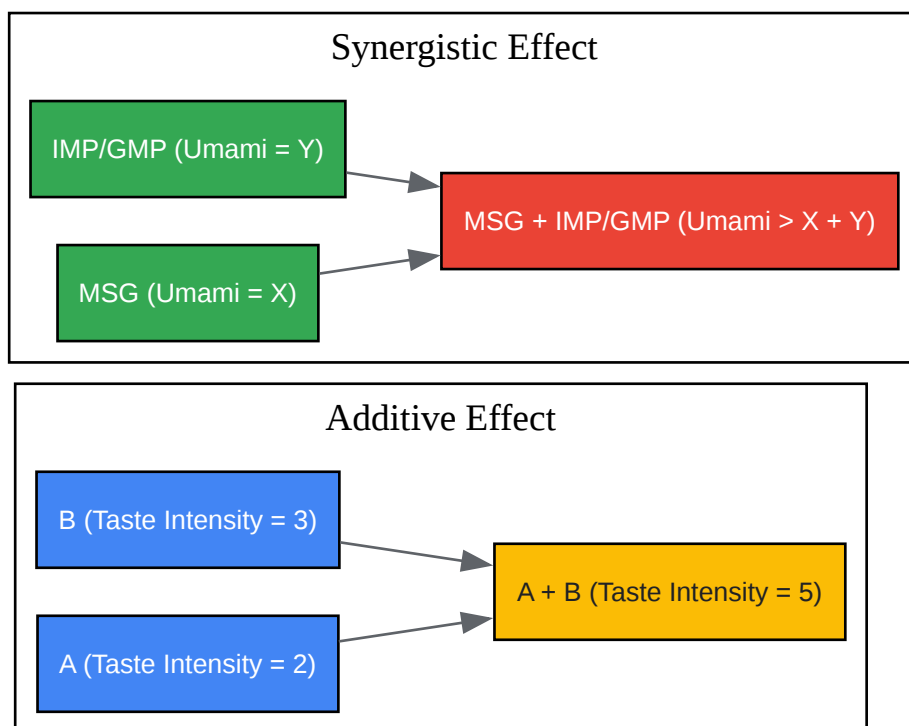 Synergistic Effect
IMP/GMP (Umami = Y)
MSG + IMP/GMP (Umami > X + Y)
MSG (Umami = X)
Additive Effect
B (Taste Intensity = 3)
A + B (Taste Intensity = 5)
A (Taste Intensity = 2)